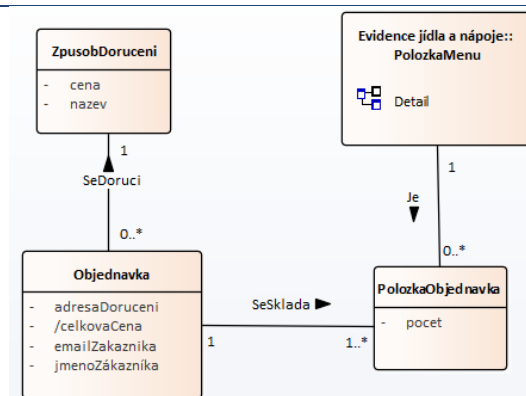 ZpusobDoruceni
- cena
- nazev
Evidence jídla a nápoje::
PolozkaMenu
Detail
1
SeDoruci
0..*
1
Je
0..*
Objednavka
- adresaDoruceni
- /celkovaCena
- emailZakaznika
- jmenoZákazníka
SeSklada
1
1..*
PolozkaObjednavka
- pocet